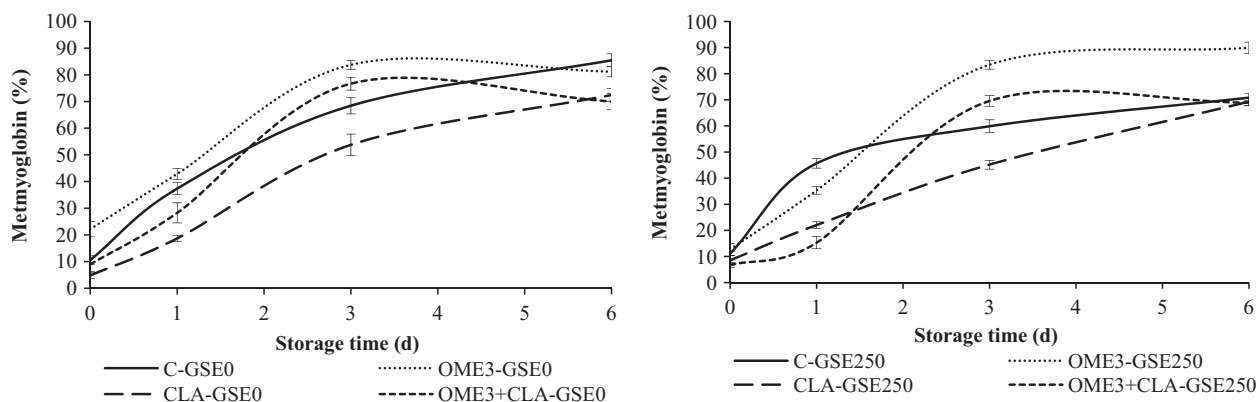 Metmyoglobin (%)
100
90
80
70
60
50
40
30
20
10
0
0 1 2 3 4 5 6
Storage time (d)
C-GSE0 OME3-GSE0
CLA-GSE0 OME3+CLA-GSE0
Metmyoglobin (%)
100
90
80
70
60
50
40
30
20
10
0
0 1 2 3 4 5 6
Storage time (d)
C-GSE250 OME3-GSE250
CLA-GSE250 OME3+CLA-GSE250